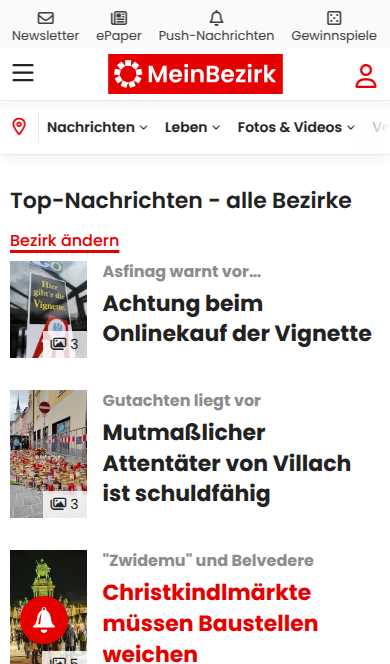 Newsletter ePaper Push-Nachrichten Gewinnspiele
MeinBezirk
Nachrichten Leben Fotos & Videos
Top-Nachrichten - alle Bezirke
Bezirk ändern
Asfinag warnt vor...
Achtung beim
Onlinekauf der Vignette
Hier
gibt's die
Vignette
3
Gutachten liegt vor
Mutmaßlicher
Attentäter von Villach
ist schuldfähig
3
"Zwidemu" und Belvedere
Christkindlmärkte
müssen Baustellen
weichen
5